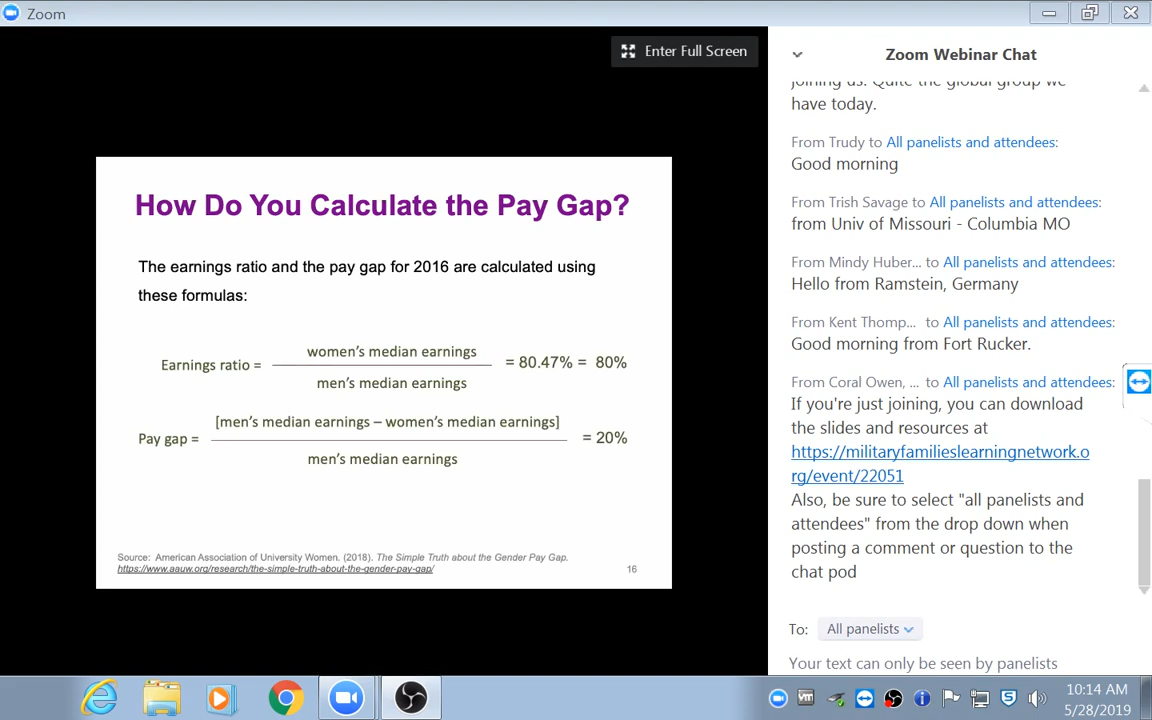 Zoom
Enter Full Screen
How Do You Calculate the Pay Gap?
The earnings ratio and the pay gap for 2016 are calculated using
these formulas:
women's median earnings
Earnings ratio = = 80.47% = 80%
men's median earnings
[men's median earnings – women's median earnings]
Pay gap = = 20%
men's median earnings
Source: American Association of University Women. (2018). The Simple Truth about the Gender Pay Gap.
https://www.aauw.org/research/the-simple-truth-about-the-gender-pay-gap/
16
Zoom Webinar Chat
joining us. Quite the global group we
have today.
From Trudy to All panelists and attendees:
Good morning
From Trish Savage to All panelists and attendees:
from Univ of Missouri - Columbia MO
From Mindy Huber... to All panelists and attendees:
Hello from Ramstein, Germany
From Kent Thomp... to All panelists and attendees:
Good morning from Fort Rucker.
From Coral Owen, ... to All panelists and attendees:
If you're just joining, you can download
the slides and resources at
https://militaryfamilieslearningnetwork.o
rg/event/22051
Also, be sure to select "all panelists and
attendees" from the drop down when
posting a comment or question to the
chat pod
To: All panelists
Your text can only be seen by panelists
10:14 AM
5/28/2019